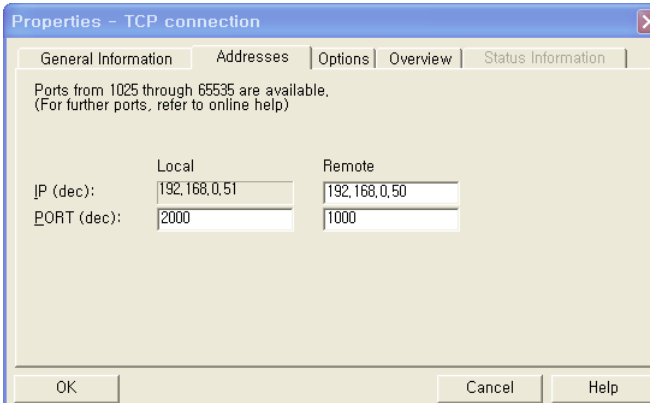 Properties - TCP connection
General Information Addresses Options Overview Status Information
Ports from 1025 through 65535 are available,
(For further ports, refer to online help)
Local Remote
IP (dec): 192,168,0,51 192,168,0,50
PORT (dec): 2000 1000
OK Cancel Help